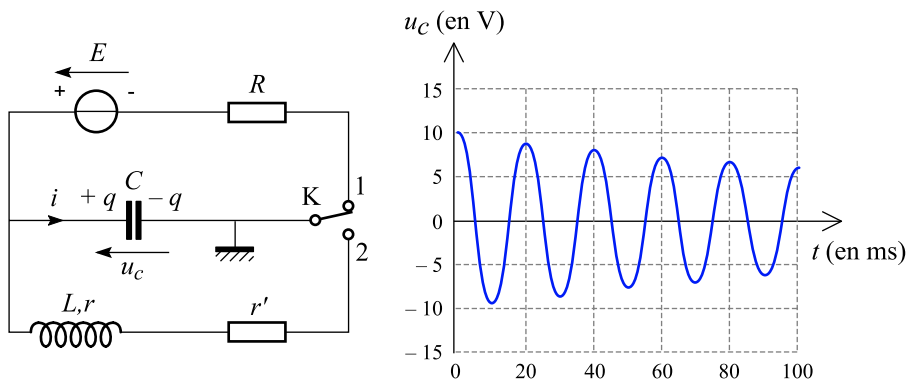 E
+ -
R
C
i + q - q
K 1
2
u_c
L,r
r'
u_C (en V)
15
10
5
0
- 5
- 10
- 15
0 20 40 60 80 100
t (en ms)